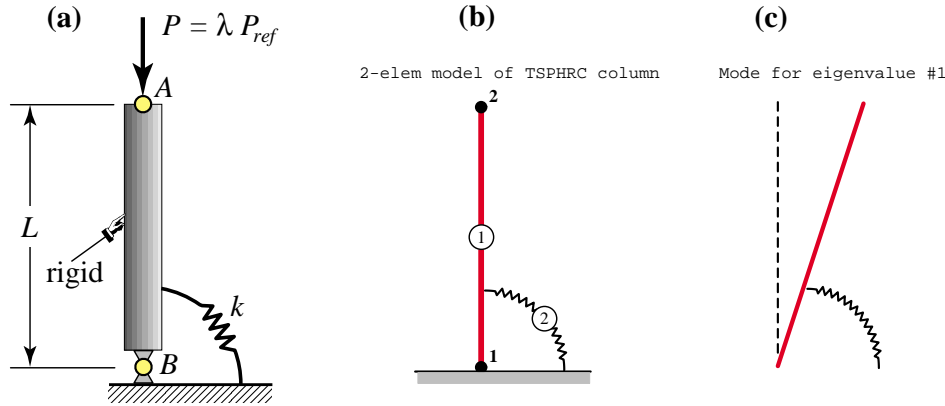 (a)
P = λ P_ref
A
L
rigid
k
B
(b)
2-elem model of TSPHRC column
2
1
2
1
(c)
Mode for eigenvalue #1